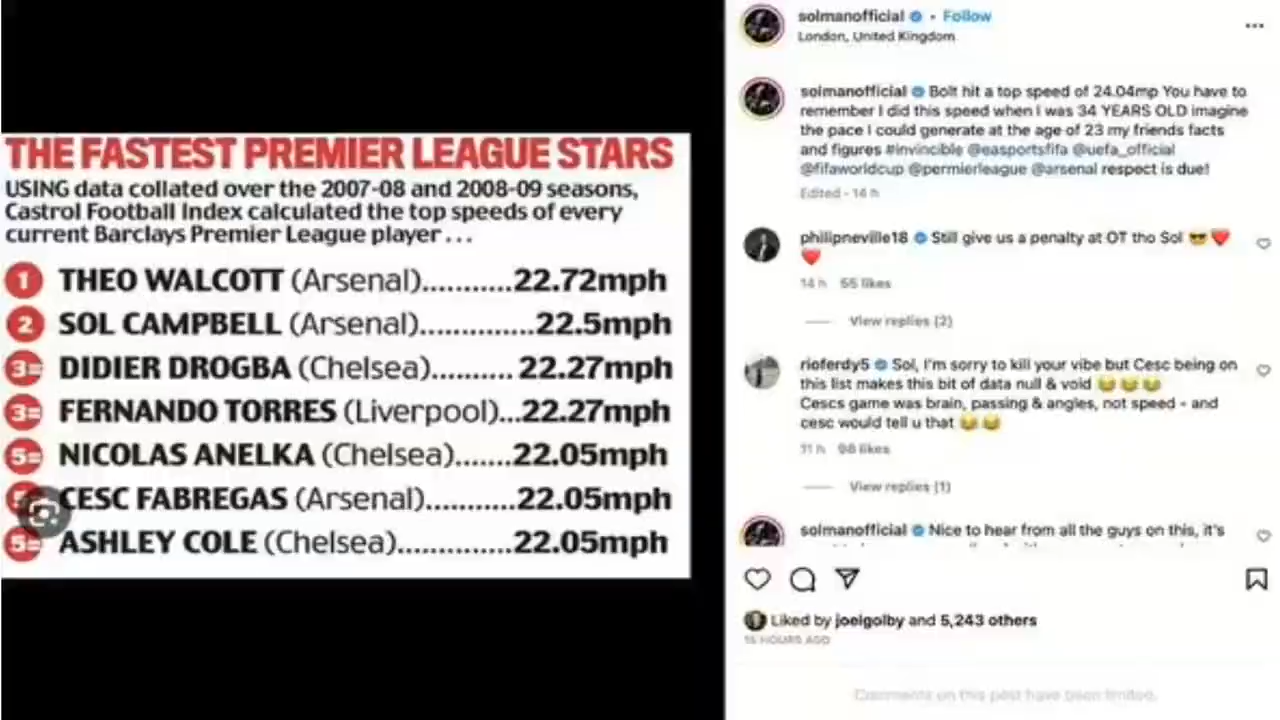 THE FASTEST PREMIER LEAGUE STARS
USING data collated over the 2007-08 and 2008-09 seasons,
Castrol Football Index calculated the top speeds of every
current Barclays Premier League player ...
1 THEO WALCOTT (Arsenal)...........22.72mph
2 SOL CAMPBELL (Arsenal).............22.5mph
3= DIDIER DROGBA (Chelsea).......... 22.27mph
3= FERNANDO TORRES (Liverpool)...22.27mph
5= NICOLAS ANELKA (Chelsea).......22.05mph
CESC FABREGAS (Arsenal)...........22.05mph
5= ASHLEY COLE (Chelsea)..............22.05mph
solmanofficial • Follow
London, United Kingdom
solmanofficial Bolt hit a top speed of 24.04mp You have to
remember I did this speed when I was 34 YEARS OLD imagine
the pace I could generate at the age of 23 my friends facts
and figures #invincible @easportsfifa @uefa_official
@fifaworldcup @permierleague @arsenal respect is due!
Edited · 14 h
philipneville18 Still give us a penalty at OT tho Sol 😎❤️
❤️
14 h 55 likes
View replies (2)
rioferdy5 Sol, I'm sorry to kill your vibe but Cesc being on
this list makes this bit of data null & void 😂😂😂
Cescs game was brain, passing & angles, not speed - and
cesc would tell u that 😂😂
11 h 98 likes
View replies (1)
solmanofficial Nice to hear from all the guys on this, it's
Liked by joelgolby and 5,243 others
15 HOURS AGO
Comments on this post have been limited.